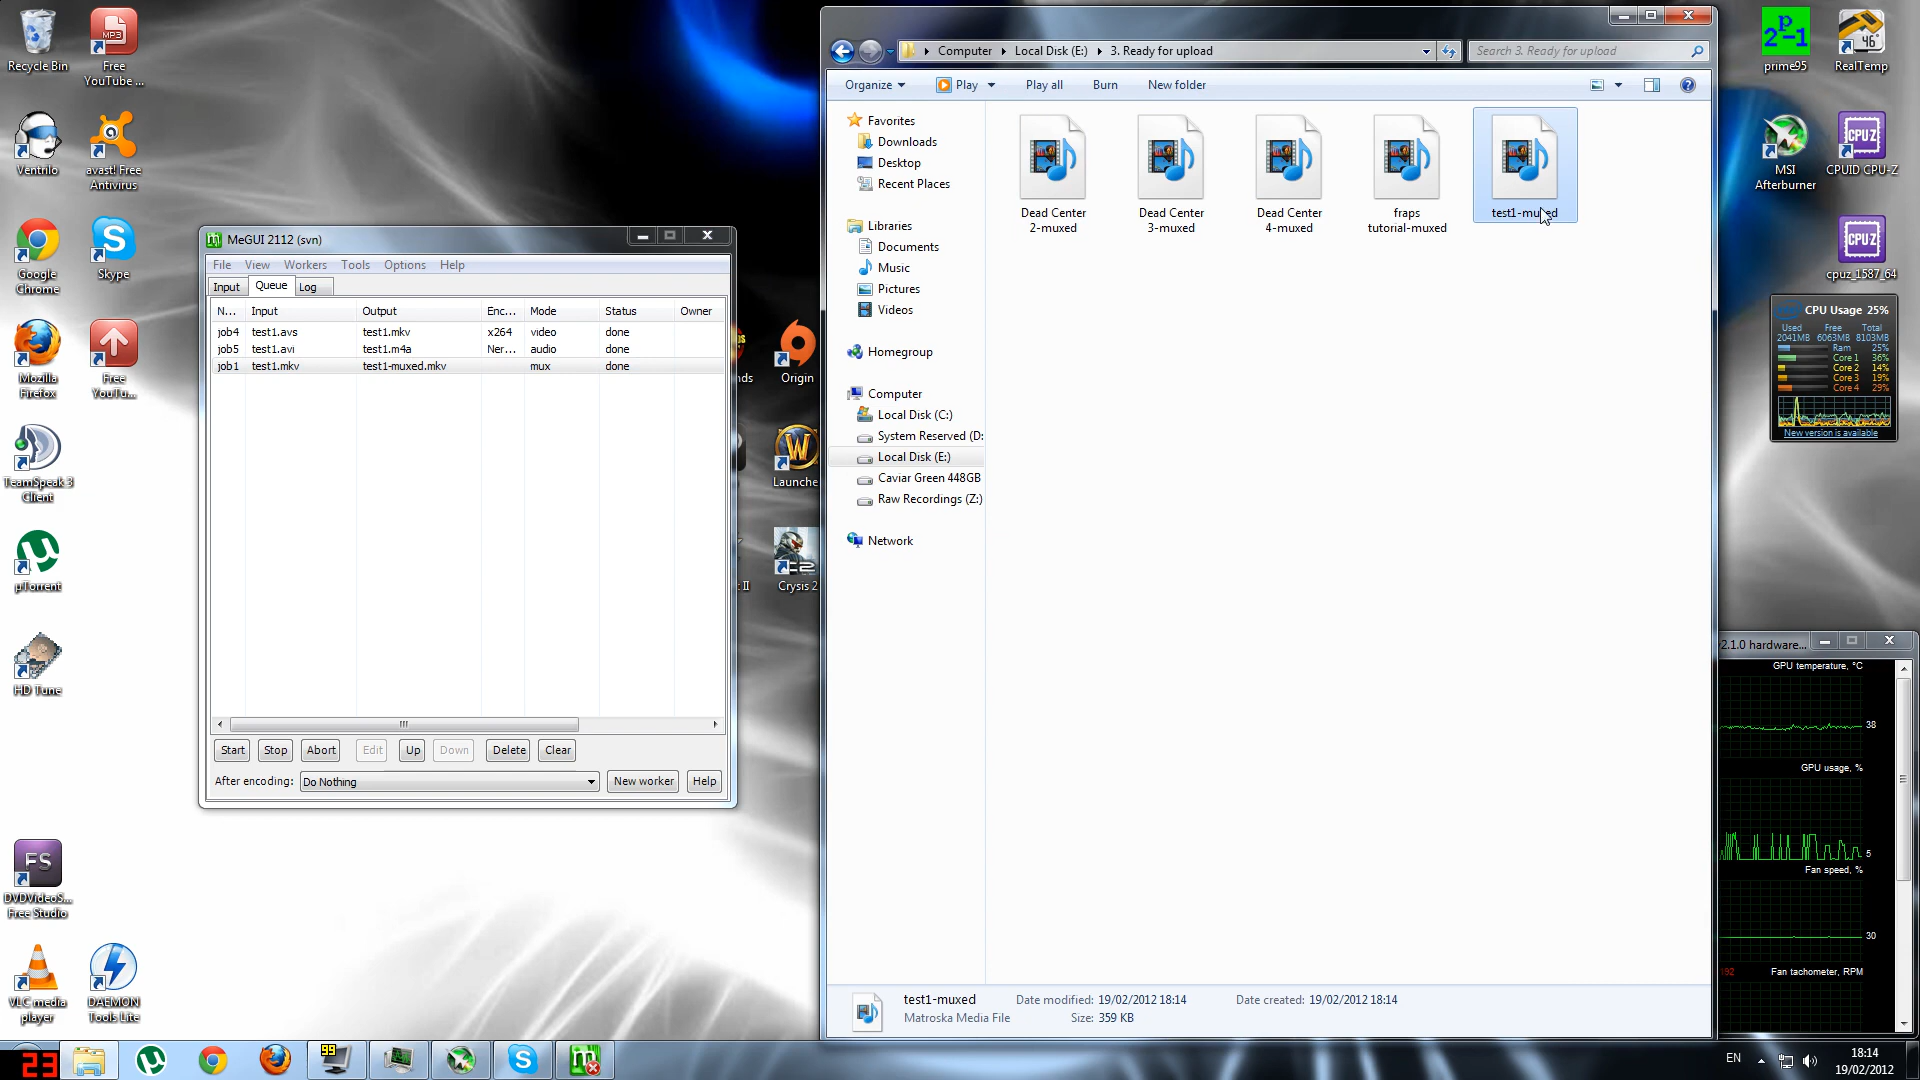 Recycle Bin
Free
YouTube ...
Ventrilo
avast! Free
Antivirus
Google
Chrome
Skype
Mozilla
Firefox
Free
YouTu...
TeamSpeak 3
Client
µTorrent
HD Tune
DVDVideoS...
Free Studio
VLC media
player
DAEMON
Tools Lite
MeGUI 2112 (svn)
File View Workers Tools Options Help
Input Queue Log
N... Input Output Enc... Mode Status Owner
job4 test1.avs test1.mkv x264 video done
job5 test1.avi test1.m4a Ner... audio done
job1 test1.mkv test1-muxed.mkv mux done
Start Stop Abort Edit Up Down Delete Clear
After encoding: Do Nothing New worker Help
nds
Origin
Launche
II
Crysis 2
Computer Local Disk (E:) 3. Ready for upload
Search 3. Ready for upload
Organize Play Play all Burn New folder
Favorites
Downloads
Desktop
Recent Places
Libraries
Documents
Music
Pictures
Videos
Homegroup
Computer
Local Disk (C:)
System Reserved (D:
Local Disk (E:)
Caviar Green 448GB
Raw Recordings (Z:)
Network
Dead Center
2-muxed
Dead Center
3-muxed
Dead Center
4-muxed
fraps
tutorial-muxed
test1-muxed
test1-muxed Date modified: 19/02/2012 18:14 Date created: 19/02/2012 18:14
Matroska Media File Size: 359 KB
prime95
RealTemp
MSI
Afterburner
CPUID CPU-Z
cpuz_1587_64
CPU Usage 25%
Used Free Total
2041MB 6063MB 8103MB
Ram 25%
Core 1 36%
Core 2 14%
Core 3 19%
Core 4 29%
New version is available
v2.1.0 hardware...
GPU temperature, °C
38
GPU usage, %
5
Fan speed, %
30
192 Fan tachometer, RPM
23
99
EN
18:14
19/02/2012